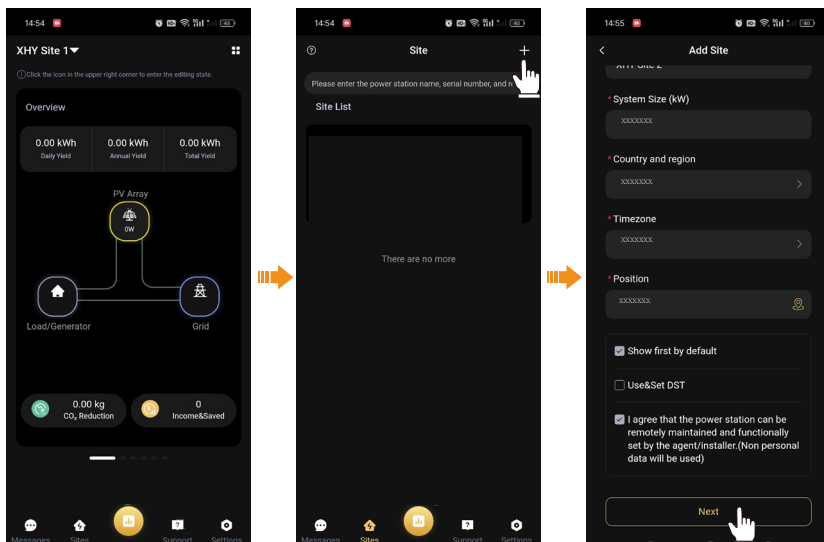 14:54
40
XHY Site 1
Click the icon in the upper right corner to enter the editing state.
Overview
0.00 kWh
Daily Yield
0.00 kWh
Annual Yield
0.00 kWh
Total Yield
PV Array
0W
Load/Generator
Grid
0.00 kg
CO₂ Reduction
0
Income&Saved
Messages
Sites
Support
Settings
14:54
40
Site
Please enter the power station name, serial number, and
Site List
There are no more
Messages
Sites
Support
Settings
14:55
40
Add Site
XHY Site 2
* System Size (kW)
xxxxxxx
* Country and region
xxxxxxx
* Timezone
xxxxxxx
* Position
xxxxxxx
Show first by default
Use&Set DST
I agree that the power station can be
remotely maintained and functionally
set by the agent/installer.(Non personal
data will be used)
Next